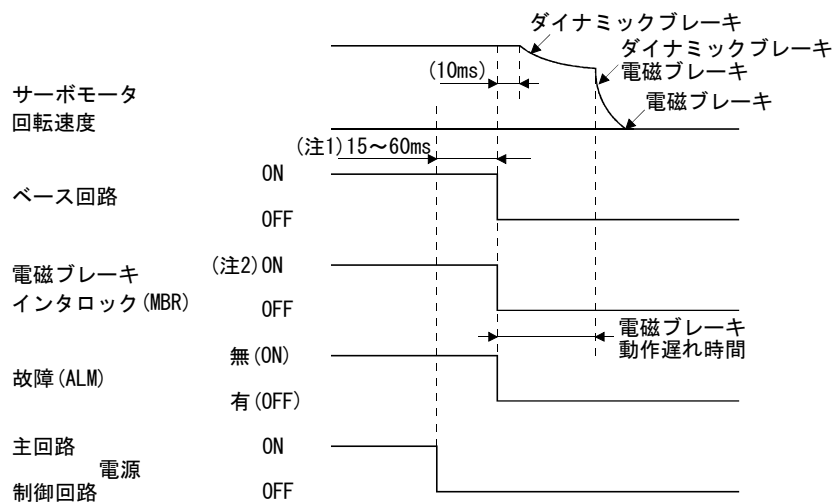 ダイナミックブレーキ
ダイナミックブレーキ
電磁ブレーキ
電磁ブレーキ
(10ms)
サーボモータ
回転速度
(注1)15～60ms
ベース回路
ON
OFF
電磁ブレーキ
インタロック(MBR)
(注2)ON
OFF
電磁ブレーキ
動作遅れ時間
故障(ALM)
無(ON)
有(OFF)
主回路
電源
制御回路
ON
OFF